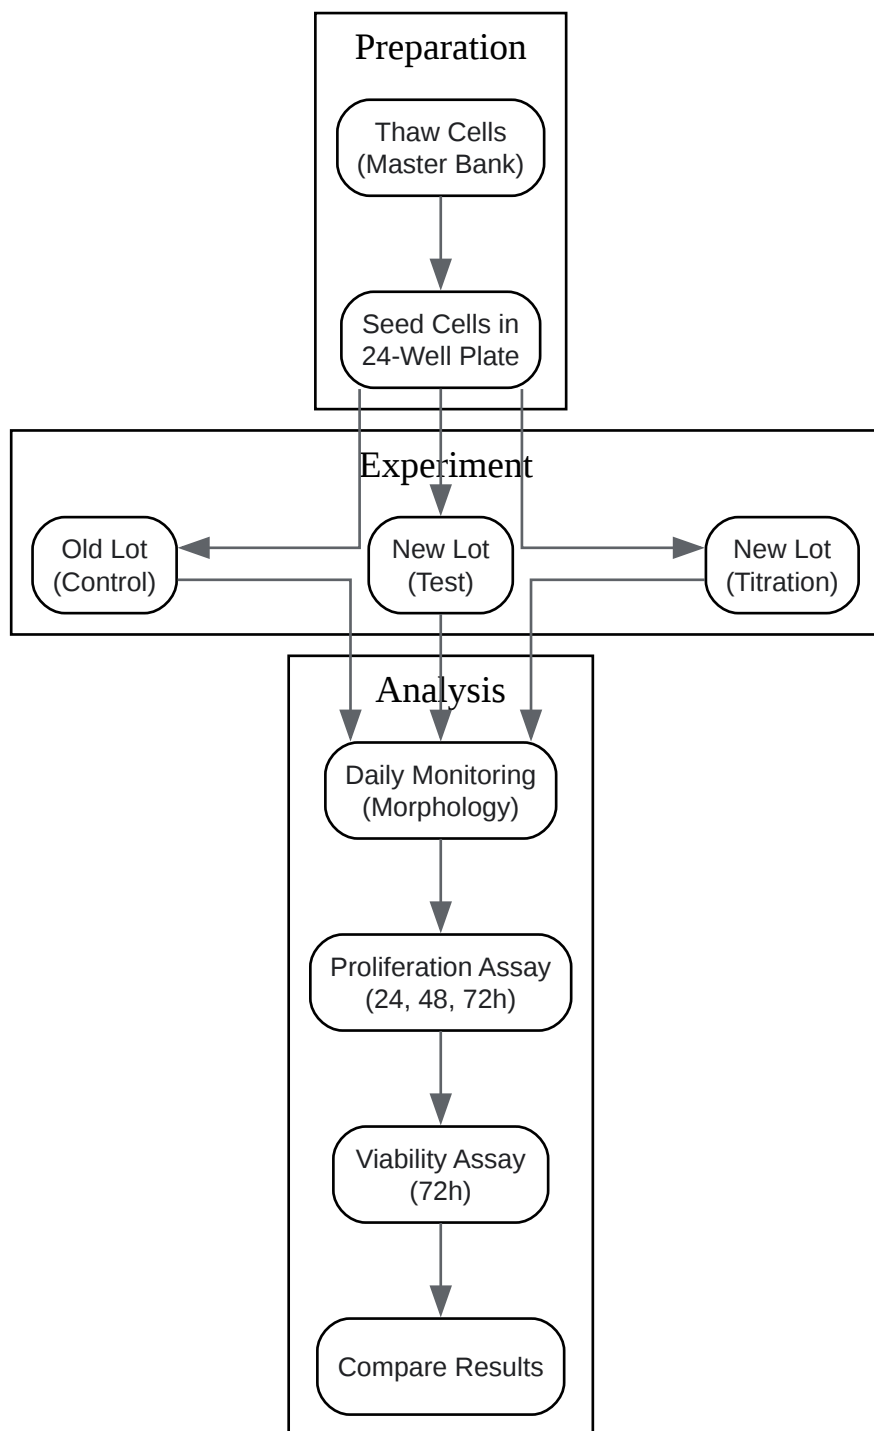 Preparation
Thaw Cells
(Master Bank)
Seed Cells in
24-Well Plate
Experiment
Old Lot
(Control)
New Lot
(Test)
New Lot
(Titration)
Analysis
Daily Monitoring
(Morphology)
Proliferation Assay
(24, 48, 72h)
Viability Assay
(72h)
Compare Results